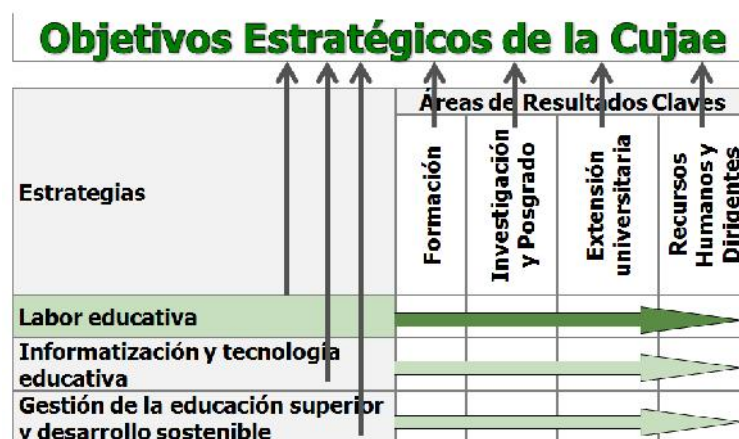 Objetivos Estratégicos de la Cujae
Áreas de Resultados Claves
Estrategias
Formación
Investigación
y Posgrado
Extensión
universitaria
Recursos
Humanos y
Dirigentes
Labor educativa
Informatización y tecnología
educativa
Gestión de la educación superior
y desarrollo sostenible